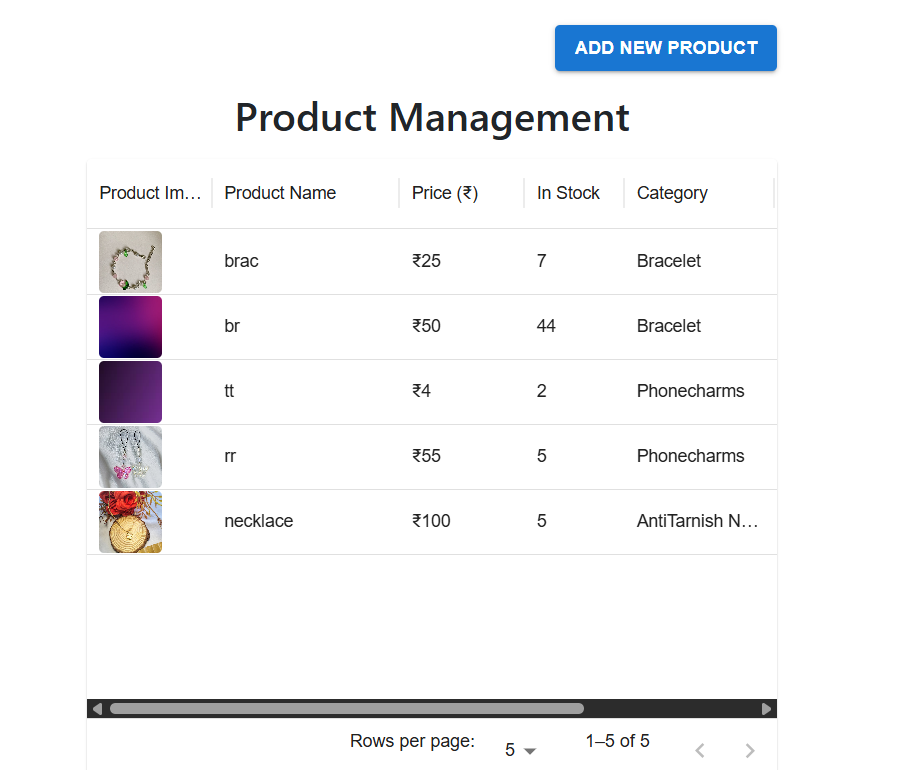 ADD NEW PRODUCT
Product Management
Product Im… Product Name Price (₹) In Stock Category
brac ₹25 7 Bracelet
br ₹50 44 Bracelet
tt ₹4 2 Phonecharms
rr ₹55 5 Phonecharms
necklace ₹100 5 AntiTarnish N…
Rows per page: 5 1–5 of 5